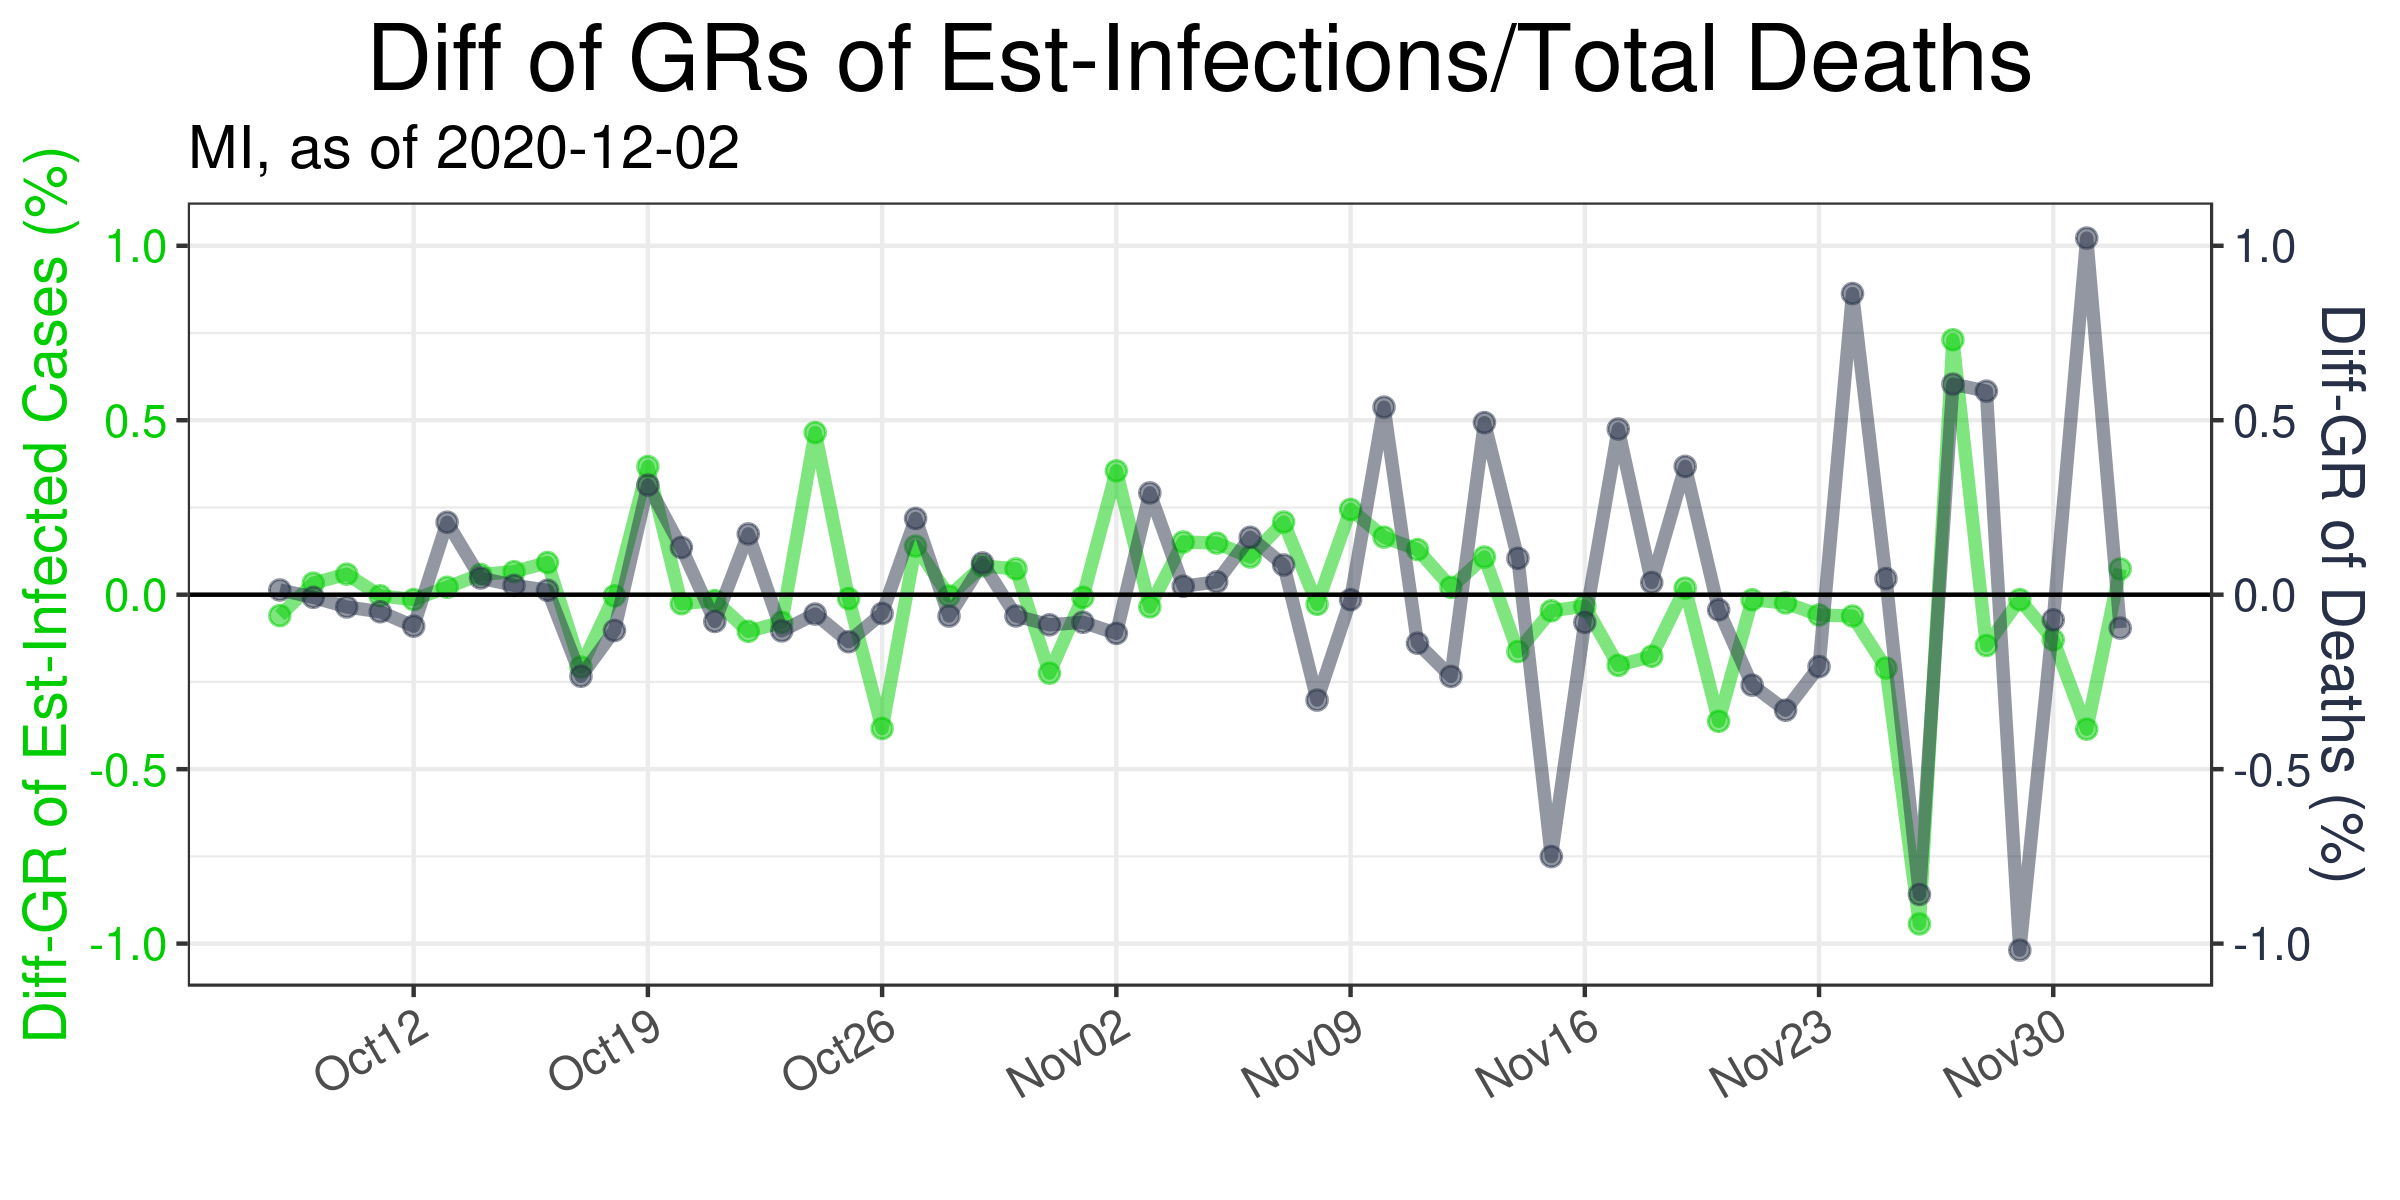 Diff of GRs of Est-Infections/Total Deaths
MI, as of 2020-12-02
Diff-GR of Est-Infected Cases (%)
1.0
0.5
0.0
-0.5
-1.0
1.0
0.5
0.0
-0.5
-1.0
Diff-GR of Deaths (%)
Oct12 Oct19 Oct26 Nov02 Nov09 Nov16 Nov23 Nov30